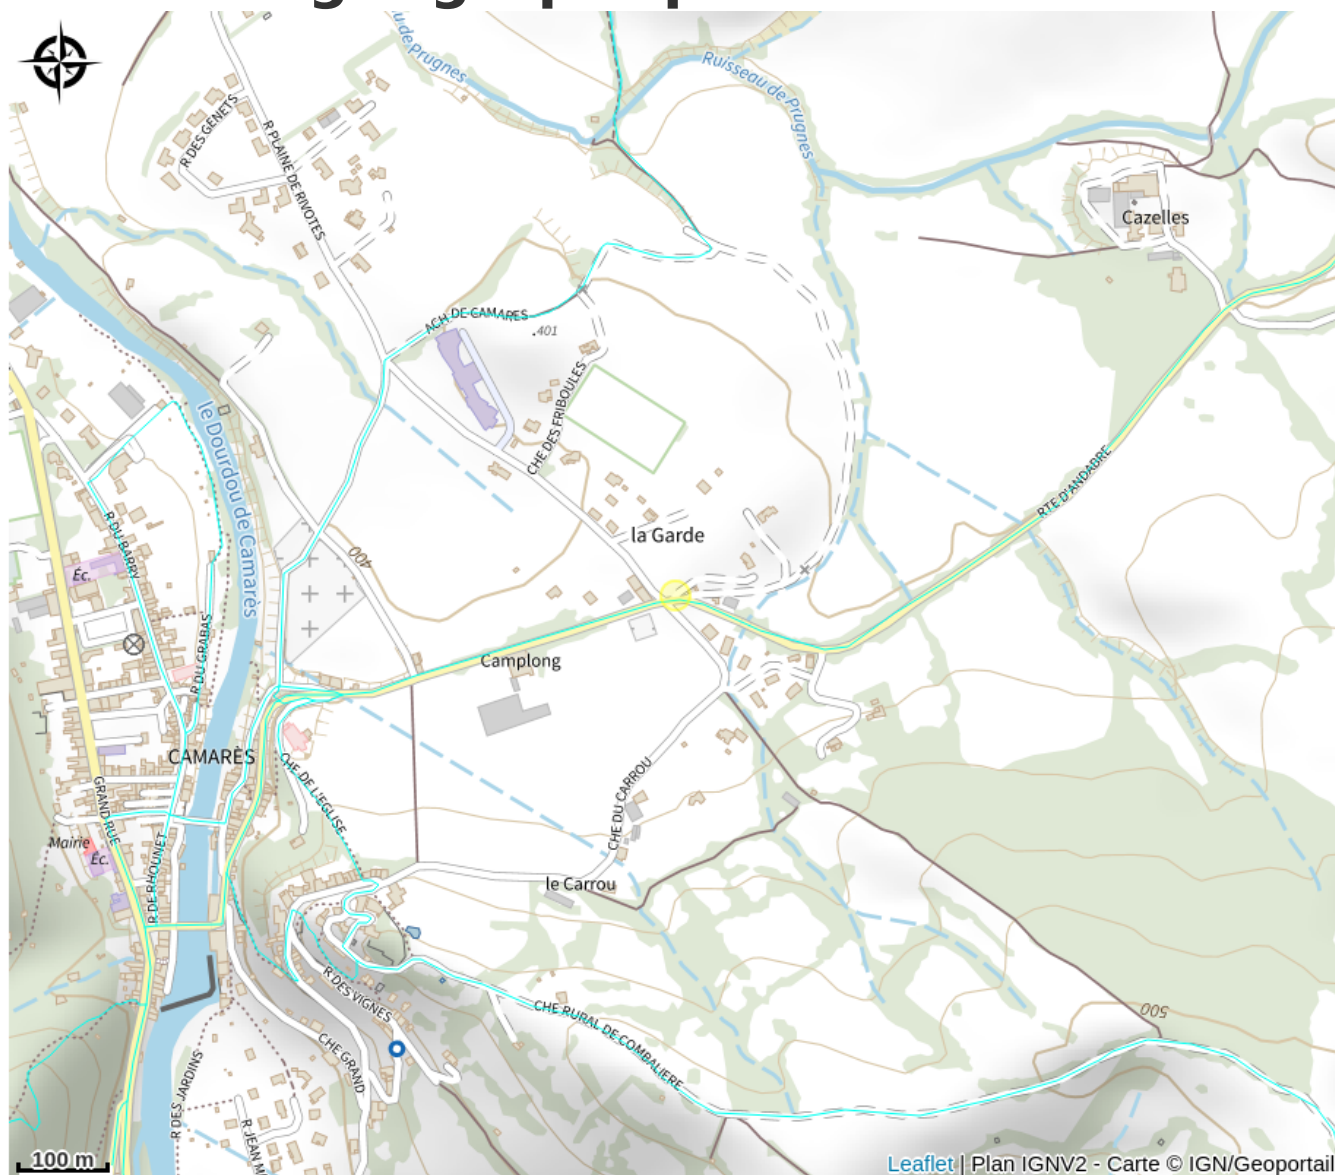 de Prugnes
Ruisseau de Prugnes
R DES GENETS
R PLAINE DE RIVOTES
Cazelles
ACH DE CAMARES
401
CHE DES FRIBOULES
le Dourdou de Camarès
RTE D'ANDABRE
R DU BARRY
400
la Garde
Éc.
R DU GRABAS
Camplong
CAMARÈS
CHE DE L'EGLISE
GRAND RUE
CHE DU CARROU
Mairie
Éc.
R DE RHOUNET
le Carrou
R DES VIGNES
CHE RURAL DE COMBALIERE
500
CHE GRAND
R DES JARDINS
R JEAN M
100 m
Leaflet | Plan IGNV2 - Carte © IGN/Geoportail